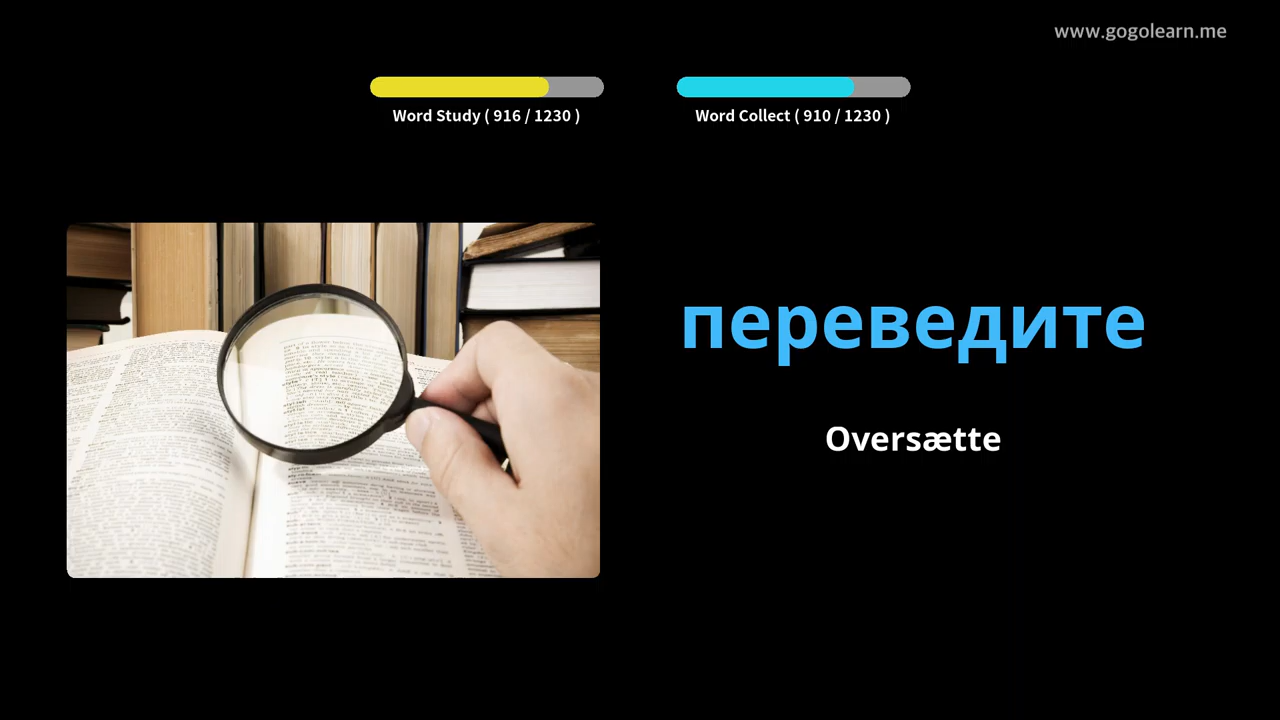 www.gogolearn.me
Word Study ( 916 / 1230 )
Word Collect ( 910 / 1230 )
переведите
Oversætte